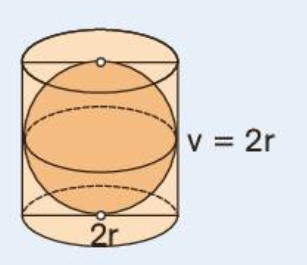 v = 2r
2r